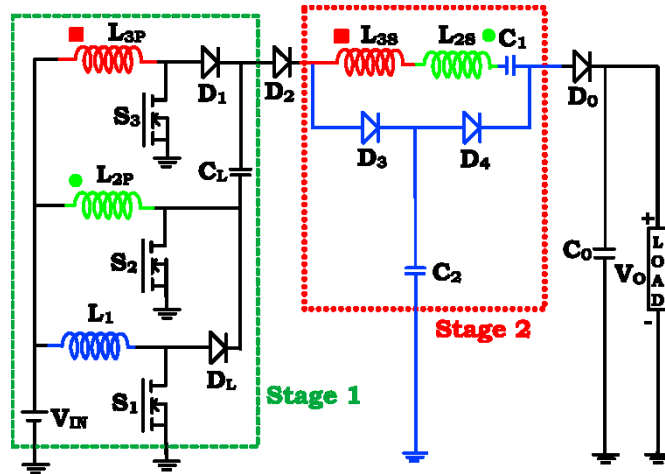 L3P
D1
D2
L3S
L2S
C1
D0
S3
D3
D4
L2P
CL
S2
C2
C0
VO
+
LOAD
-
L1
DL
S1
VIN
Stage 1
Stage 2